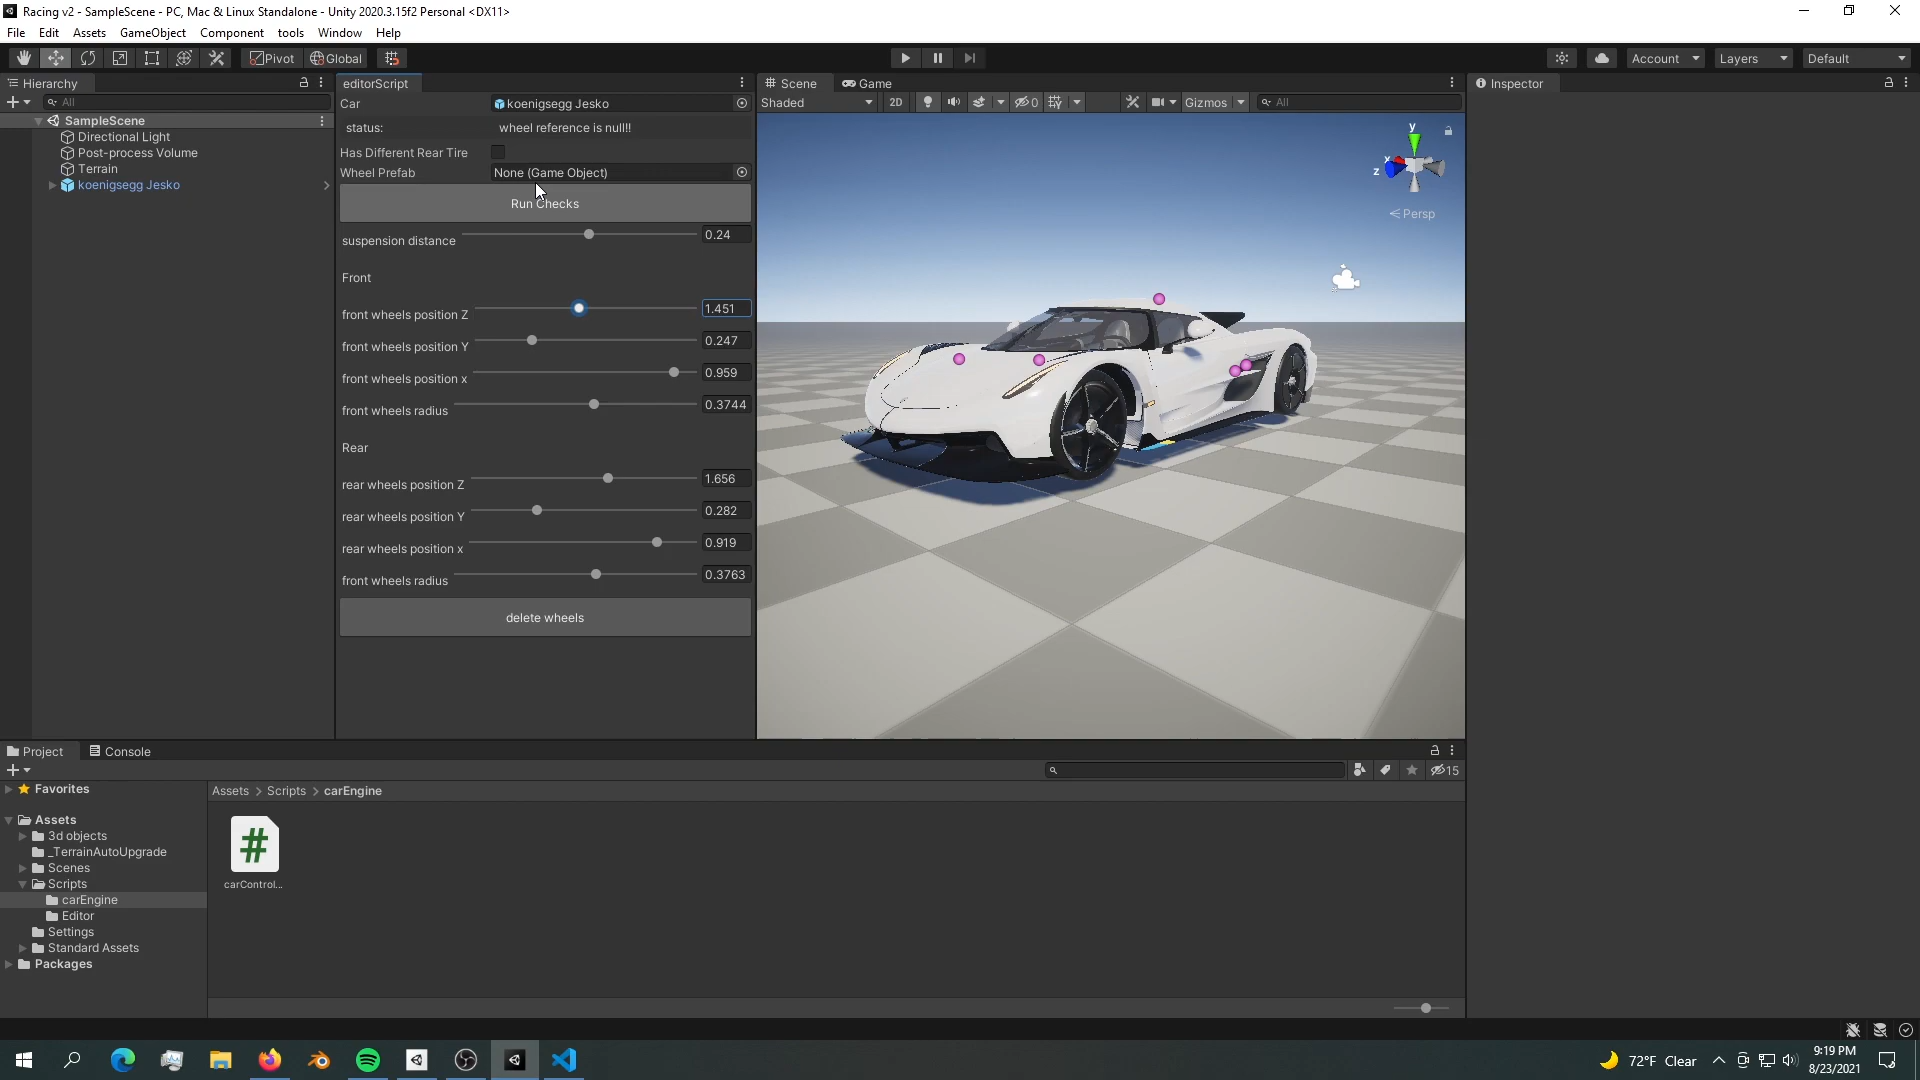 Racing v2 - SampleScene - PC, Mac & Linux Standalone - Unity 2020.3.15f2 Personal <DX11>
File Edit Assets GameObject Component tools Window Help
Pivot Global Account Layers Default
Hierarchy
All
SampleScene
Directional Light
Post-process Volume
Terrain
koenigsegg Jesko
editorScript
Car koenigsegg Jesko
status: wheel reference is null!!
Has Different Rear Tire
Wheel Prefab None (Game Object)
Run Checks
suspension distance 0.24
Front
front wheels position Z 1.451
front wheels position Y 0.247
front wheels position x 0.959
front wheels radius 0.3744
Rear
rear wheels position Z 1.656
rear wheels position Y 0.282
rear wheels position x 0.919
front wheels radius 0.3763
delete wheels
Scene Game
Shaded 2D 0 Gizmos All
y
x
z
Persp
Inspector
Project Console
15
Favorites
Assets
3d objects
_TerrainAutoUpgrade
Scenes
Scripts
carEngine
Editor
Settings
Standard Assets
Packages
Assets > Scripts > carEngine
#
carControl...
72°F Clear
9:19 PM
8/23/2021